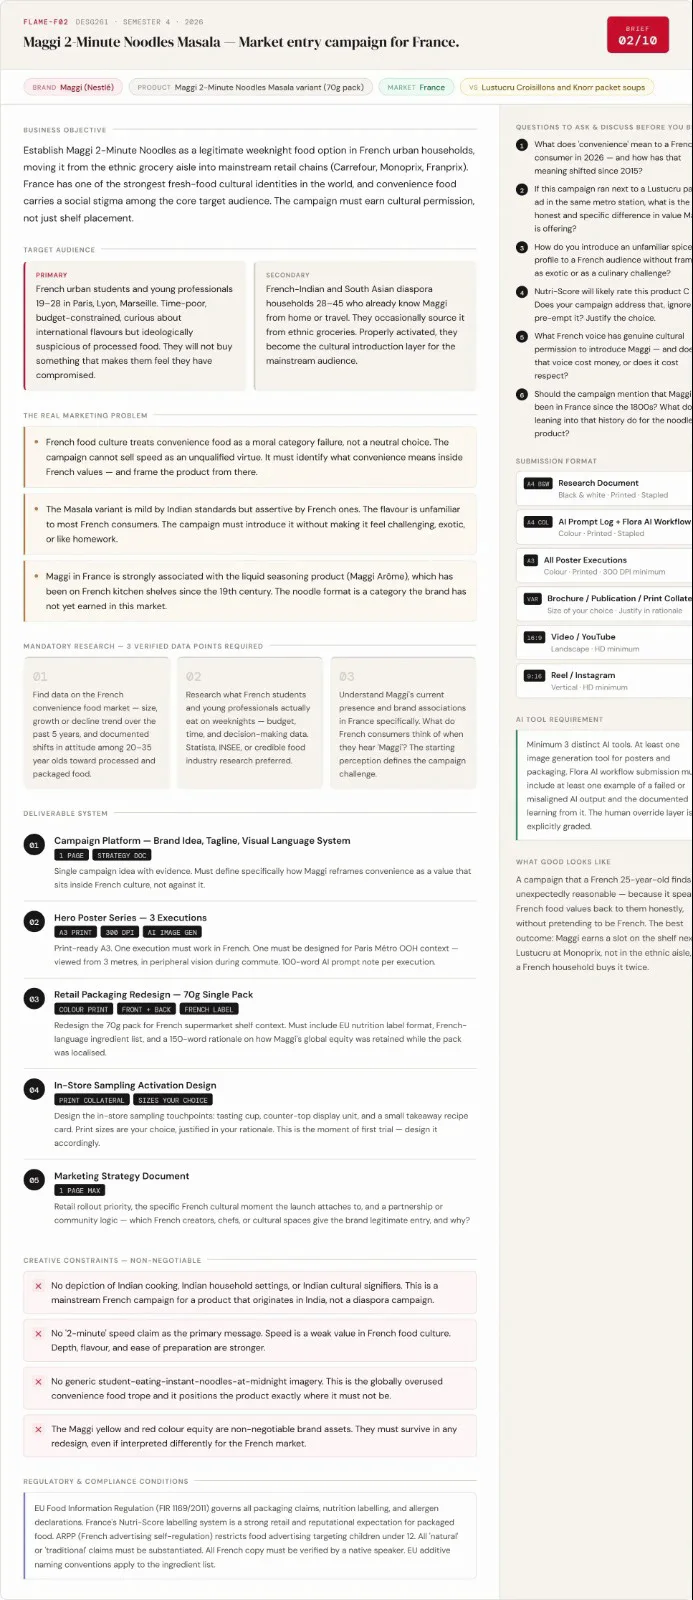 FLAME-F02 DESG261 · SEMESTER 4 · 2026
Maggi 2-Minute Noodles Masala — Market entry campaign for France.
BRIEF
02/10
BRAND Maggi (Nestlé)
PRODUCT Maggi 2-Minute Noodles Masala variant (70g pack)
MARKET France
VS Lustucru Croisillons and Knorr packet soups
BUSINESS OBJECTIVE
Establish Maggi 2-Minute Noodles as a legitimate weeknight food option in French urban households,
moving it from the ethnic grocery aisle into mainstream retail chains (Carrefour, Monoprix, Franprix).
France has one of the strongest fresh-food cultural identities in the world, and convenience food
carries a social stigma among the core target audience. The campaign must earn cultural permission,
not just shelf placement.
TARGET AUDIENCE
PRIMARY
French urban students and young professionals
19–28 in Paris, Lyon, Marseille. Time-poor,
budget-constrained, curious about
international flavours but ideologically
suspicious of processed food. They will not buy
something that makes them feel they have
compromised.
SECONDARY
French-Indian and South Asian diaspora
households 28–45 who already know Maggi
from home or travel. They occasionally source it
from ethnic groceries. Properly activated, they
become the cultural introduction layer for the
mainstream audience.
THE REAL MARKETING PROBLEM
French food culture treats convenience food as a moral category failure, not a neutral choice. The
campaign cannot sell speed as an unqualified virtue. It must identify what convenience means inside
French values — and frame the product from there.
The Masala variant is mild by Indian standards but assertive by French ones. The flavour is unfamiliar
to most French consumers. The campaign must introduce it without making it feel challenging, exotic,
or like homework.
Maggi in France is strongly associated with the liquid seasoning product (Maggi Arôme), which has
been on French kitchen shelves since the 19th century. The noodle format is a category the brand has
not yet earned in this market.
MANDATORY RESEARCH — 3 VERIFIED DATA POINTS REQUIRED
01
Find data on the French
convenience food market — size,
growth or decline trend over the
past 5 years, and documented
shifts in attitude among 20–35
year olds toward processed and
packaged food.
02
Research what French students
and young professionals actually
eat on weeknights — budget,
time, and decision-making data.
Statista, INSEE, or credible food
industry research preferred.
03
Understand Maggi's current
presence and brand associations
in France specifically. What do
French consumers think of when
they hear 'Maggi'? The starting
perception defines the campaign
challenge.
DELIVERABLE SYSTEM
01
Campaign Platform — Brand Idea, Tagline, Visual Language System
1 PAGE STRATEGY DOC
Single campaign idea with evidence. Must define specifically how Maggi reframes convenience as a value that
sits inside French culture, not against it.
02
Hero Poster Series — 3 Executions
A3 PRINT 300 DPI AI IMAGE GEN
Print-ready A3. One execution must work in French. One must be designed for Paris Métro OOH context —
viewed from 3 metres, in peripheral vision during commute. 100-word AI prompt note per execution.
03
Retail Packaging Redesign — 70g Single Pack
COLOUR PRINT FRONT + BACK FRENCH LABEL
Redesign the 70g pack for French supermarket shelf context. Must include EU nutrition label format, French-
language ingredient list, and a 150-word rationale on how Maggi's global equity was retained while the pack
was localised.
04
In-Store Sampling Activation Design
PRINT COLLATERAL SIZES YOUR CHOICE
Design the in-store sampling touchpoints: tasting cup, counter-top display unit, and a small takeaway recipe
card. Print sizes are your choice, justified in your rationale. This is the moment of first trial — design it
accordingly.
05
Marketing Strategy Document
1 PAGE MAX
Retail rollout priority, the specific French cultural moment the launch attaches to, and a partnership or
community logic — which French creators, chefs, or cultural spaces give the brand legitimate entry, and why?
CREATIVE CONSTRAINTS — NON-NEGOTIABLE
✕ No depiction of Indian cooking, Indian household settings, or Indian cultural signifiers. This is a
mainstream French campaign for a product that originates in India, not a diaspora campaign.
✕ No '2-minute' speed claim as the primary message. Speed is a weak value in French food culture.
Depth, flavour, and ease of preparation are stronger.
✕ No generic student-eating-instant-noodles-at-midnight imagery. This is the globally overused
convenience food trope and it positions the product exactly where it must not be.
✕ The Maggi yellow and red colour equity are non-negotiable brand assets. They must survive in any
redesign, even if interpreted differently for the French market.
REGULATORY & COMPLIANCE CONDITIONS
EU Food Information Regulation (FIR 1169/2011) governs all packaging claims, nutrition labelling, and allergen
declarations. France's Nutri-Score labelling system is a strong retail and reputational expectation for packaged
food. ARPP (French advertising self-regulation) restricts food advertising targeting children under 12. All 'natural'
or 'traditional' claims must be substantiated. All French copy must be verified by a native speaker. EU additive
naming conventions apply to the ingredient list.
QUESTIONS TO ASK & DISCUSS BEFORE YOU
1 What does 'convenience' mean to a
consumer in 2026 — and how has that
meaning shifted since 2015?
2 If this campaign ran next to a Lustucru
ad in the same metro station, what is the
honest and specific difference in value
is offering?
3 How do you introduce an unfamiliar spice
profile to a French audience without
as exotic or as a culinary challenge?
4 Nutri-Score will likely rate this product C
Does your campaign address that, ignore
pre-empt it? Justify the choice.
5 What French voice has genuine cultural
permission to introduce Maggi — and
that voice cost money, or does it cost
respect?
6 Should the campaign mention that Maggi
been in France since the 1800s? What
leaning into that history do for the noodle
product?
SUBMISSION FORMAT
A4 B&W Research Document
Black & white · Printed · Stapled
A4 COL AI Prompt Log + Flora AI Workflow
Colour · Printed · Stapled
A3 All Poster Executions
Colour · Printed · 300 DPI minimum
VAR Brochure / Publication / Print
Size of your choice · Justify in rationale
16:9 Video / YouTube
Landscape · HD minimum
9:16 Reel / Instagram
Vertical · HD minimum
AI TOOL REQUIREMENT
Minimum 3 distinct AI tools. At least one
image generation tool for posters and
packaging. Flora AI workflow submission
include at least one example of a failed or
misaligned AI output and the documented
learning from it. The human override layer is
explicitly graded.
WHAT GOOD LOOKS LIKE
A campaign that a French 25-year-old finds
unexpectedly reasonable — because it
French food values back to them honestly,
without pretending to be French. The best
outcome: Maggi earns a slot on the shelf
Lustucru at Monoprix, not in the ethnic aisle,
a French household buys it twice.